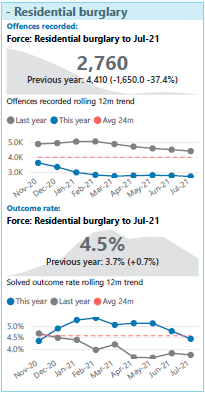 - Residential burglary
Offences recorded:
Force: Residential burglary to Jul-21
2,760
Previous year: 4,410 (-1,650.0 -37.4%)
Offences recorded rolling 12m trend
Last year This year Avg 24m
5.0K
4.0K
3.0K
Nov-20 Dec-20 Jan-21 Feb-21 Mar-21 Apr-21 May-21 Jun-21 Jul-21
Outcome rate:
Force: Residential burglary to Jul-21
4.5%
Previous year: 3.7% (+0.7%)
Solved outcome rate rolling 12m trend
This year Last year Avg 24m
5.0%
4.5%
4.0%
Nov-20 Dec-20 Jan-21 Feb-21 Mar-21 Apr-21 May-21 Jun-21 Jul-21